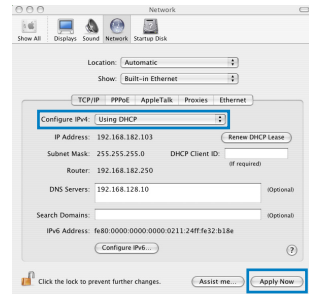 Network
Show All Displays Sound Network Startup Disk
Location: Automatic
Show: Built-in Ethernet
TCP/IP PPPoE AppleTalk Proxies Ethernet
Configure IPv4: Using DHCP
IP Address: 192.168.182.103 Renew DHCP Lease
Subnet Mask: 255.255.255.0 DHCP Client ID:
(If required)
Router: 192.168.182.250
DNS Servers: 192.168.128.10 (Optional)
Search Domains: (Optional)
IPv6 Address: fe80:0000:0000:0000:0211:24ff:fe32:b18e
Configure IPv6... ?
Click the lock to prevent further changes. Assist me... Apply Now